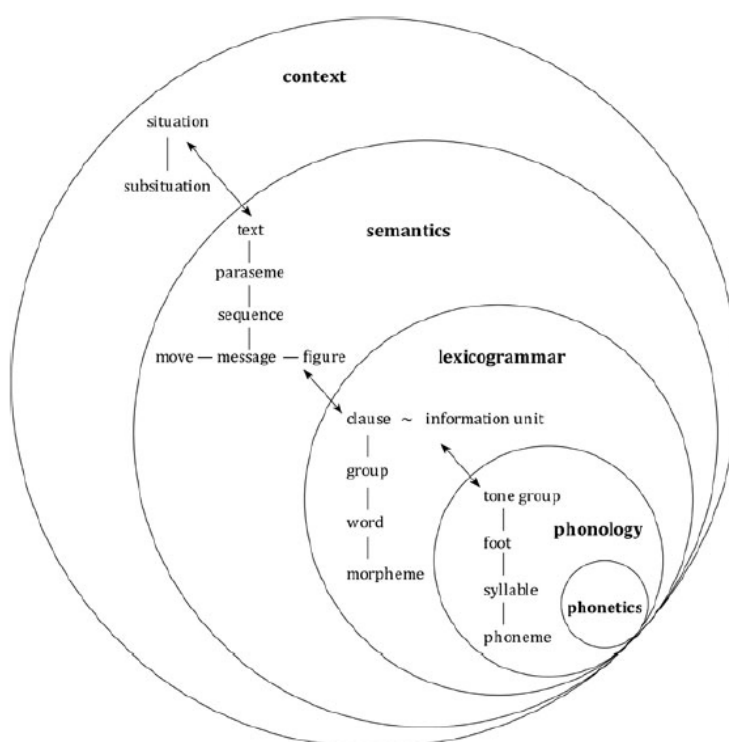 context
situation
subsituation
text
semantics
paraseme
sequence
move — message — figure
lexicogrammar
clause ~ information unit
group
tone group
word
phonology
foot
morpheme
syllable
phonetics
phoneme